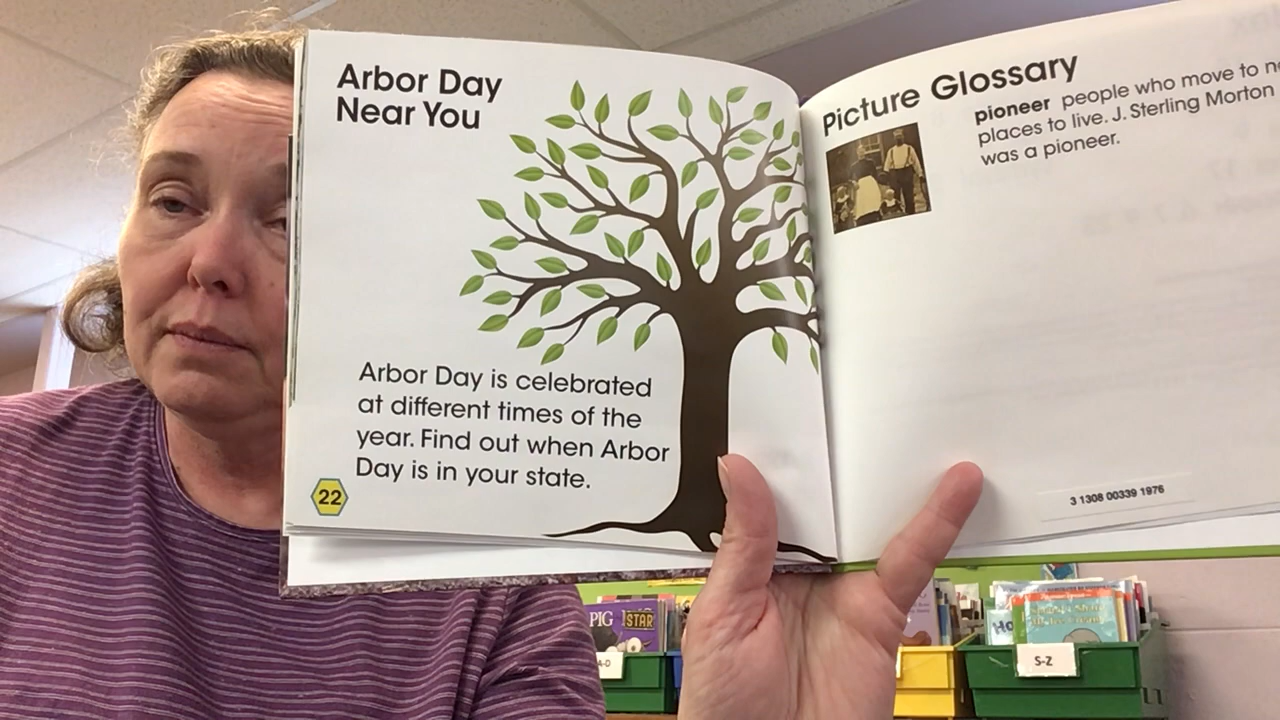 Arbor Day
Near You
Arbor Day is celebrated
at different times of the
year. Find out when Arbor
Day is in your state.
22
Picture Glossary
pioneer people who move to
places to live. J. Sterling Morton
was a pioneer.
3 1308 00339 1976
PIG
STAR
A-D
S-Z